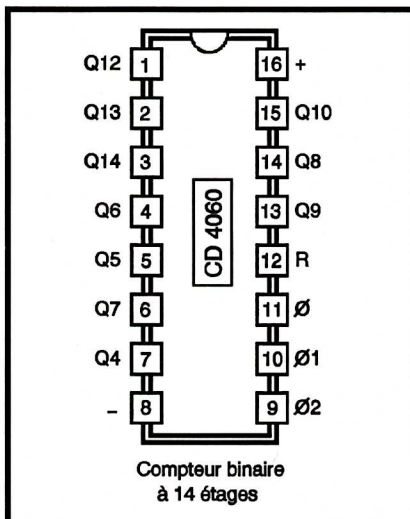 Q12 1 16 +
Q13 2 15 Q10
Q14 3 14 Q8
Q6 4 13 Q9
Q5 5 12 R
Q7 6 11 Ø
Q4 7 10 Ø1
– 8 9 Ø2
CD 4060
Compteur binaire
à 14 étages